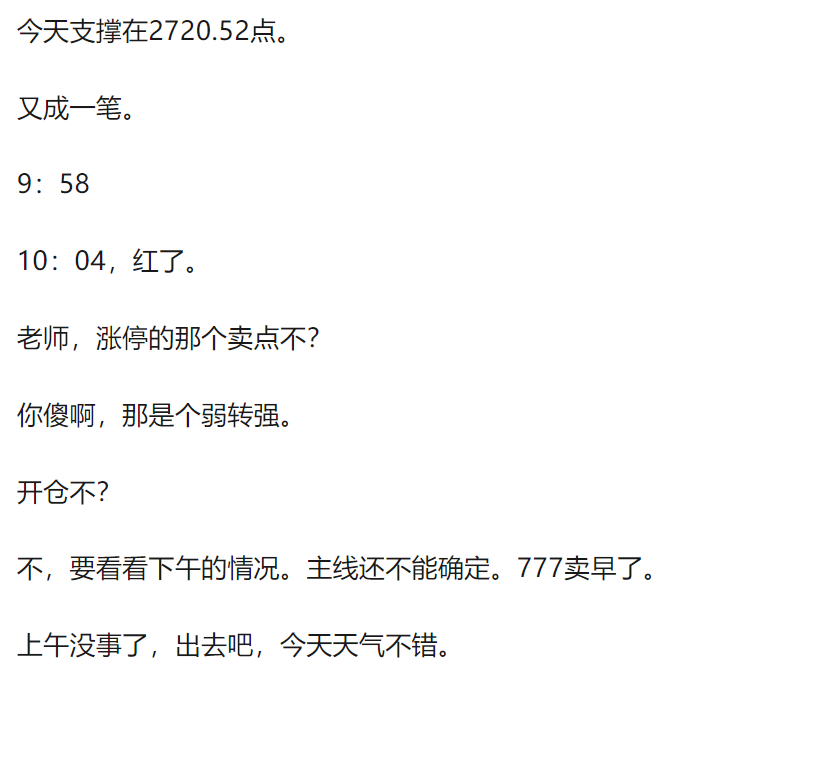 今天支撑在2720.52点。
又成一笔。
9：58
10：04，红了。
老师，涨停的那个卖点不？
你傻啊，那是个弱转强。
开仓不？
不，要看看下午的情况。主线还不能确定。777卖早了。
上午没事了，出去吧，今天天气不错。